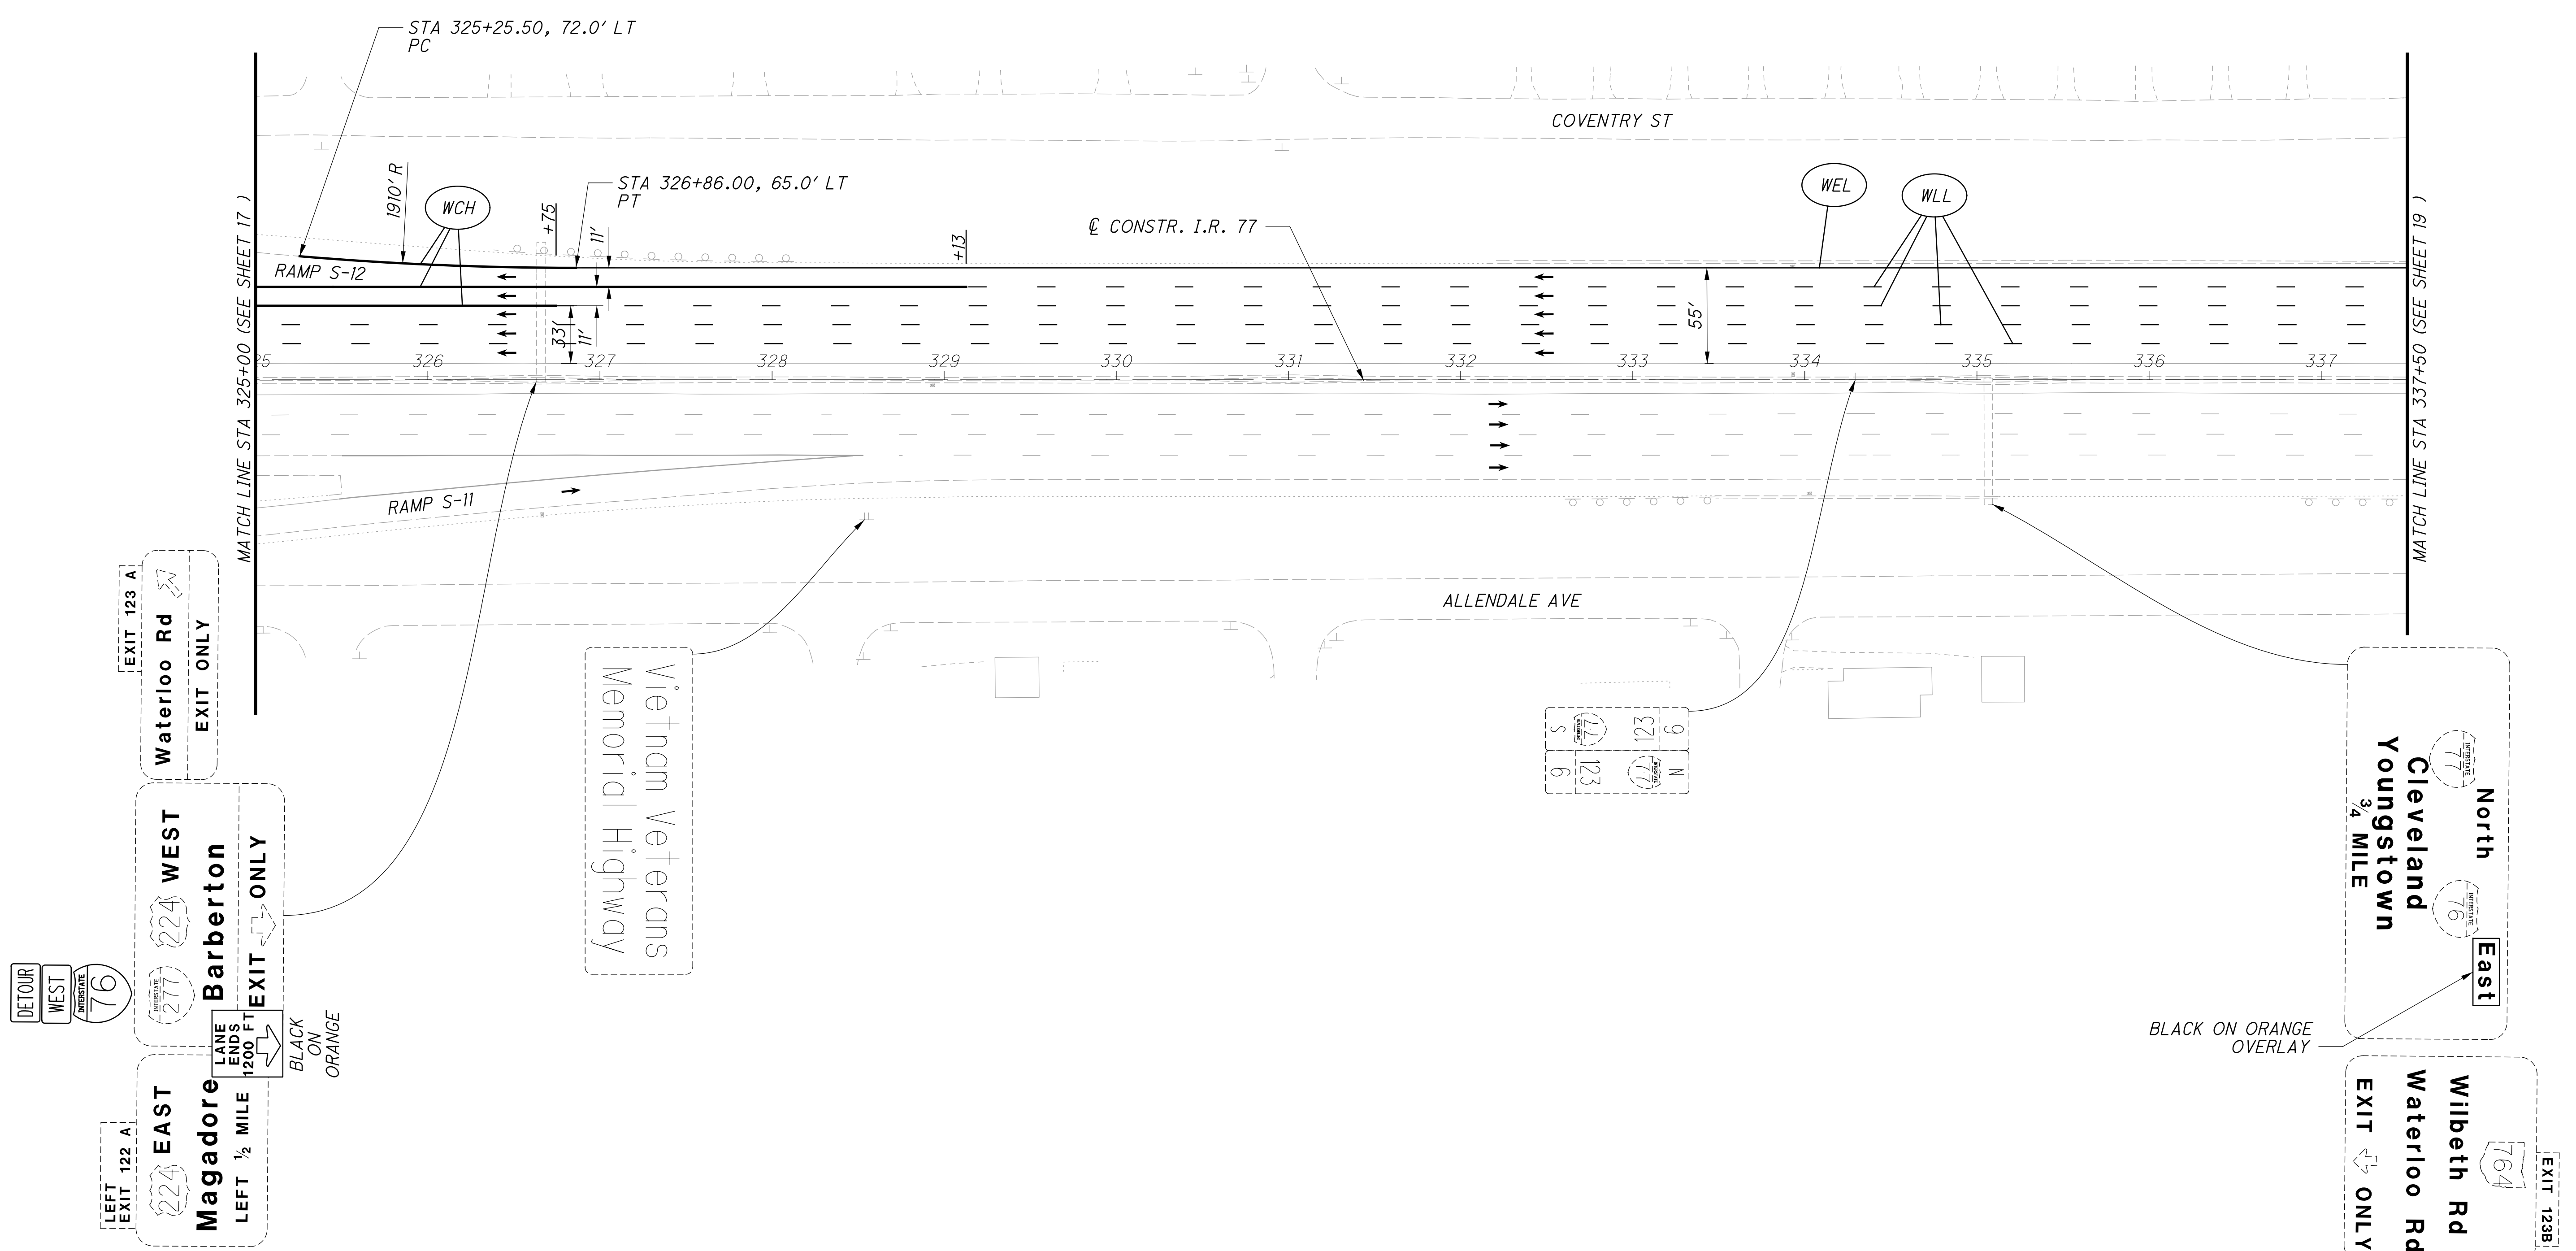 STA 325+25.50, 72.0' LT
PC
COVENTRY ST
1910' R
WCH
+75
11'
STA 326+86.00, 65.0' LT
PT
℄ CONSTR. I.R. 77
+13
WEL
WLL
RAMP S-12
33'
11'
55'
25
326
327
328
329
330
331
332
333
334
335
336
337
MATCH LINE STA 325+00 (SEE SHEET 17 )
MATCH LINE STA 337+50 (SEE SHEET 19 )
RAMP S-11
ALLENDALE AVE
EXIT 123 A
Waterloo Rd
EXIT ONLY
WEST
224
INTERSTATE
277
Barberton
EXIT ONLY
DETOUR
WEST
INTERSTATE
76
LANE
ENDS
1200 FT
BLACK
ON
ORANGE
LEFT
EXIT 122 A
EAST
224
Magadore
LEFT ½ MILE
Vietnam Veterans
Memorial Highway
S
77
123
6
N
INTERSTATE
77
123
6
INTERSTATE
77
North
INTERSTATE
76
East
Cleveland
Youngstown
¾ MILE
BLACK ON ORANGE
OVERLAY
EXIT 123B
764
Wilbeth Rd
Waterloo Rd
EXIT ONLY